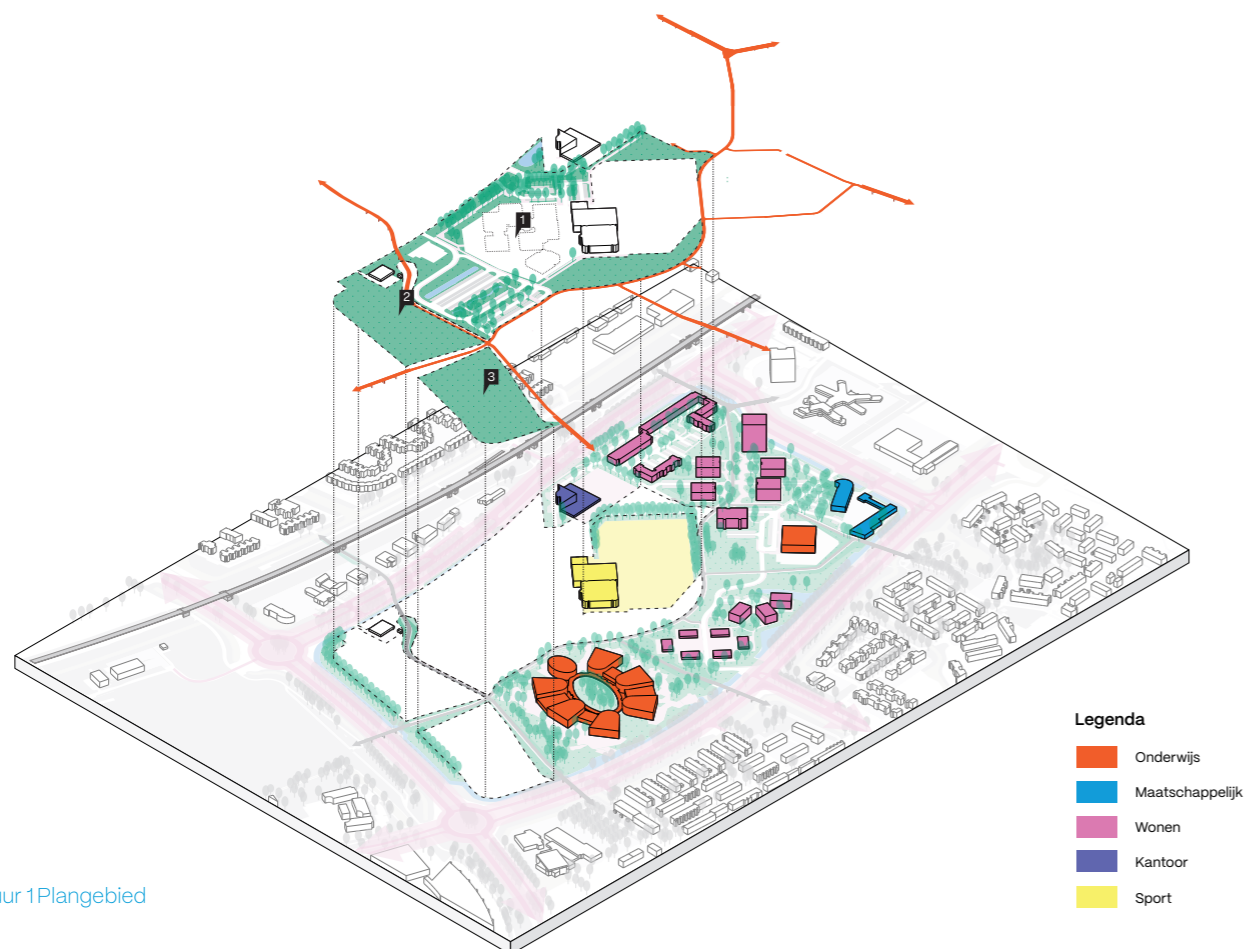 1
2
3
Legenda
Onderwijs
Maatschappelijk
Wonen
Kantoor
Sport
uur 1 Plangebied